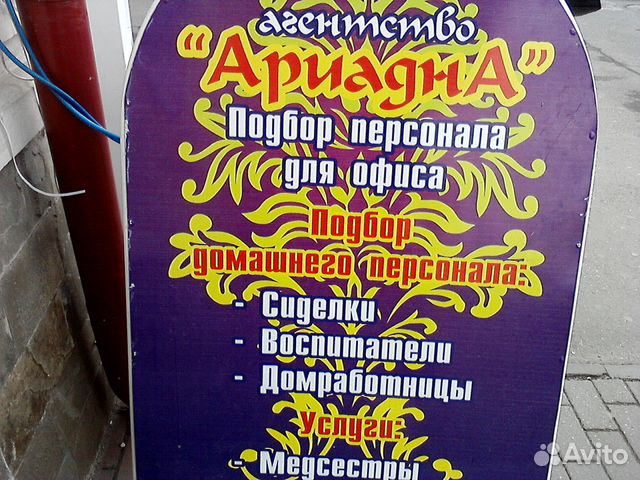 агентство
"АриаднА"
Подбор персонала
для офиса
Подбор
домашнего персонала:
- Сиделки
- Воспитатели
- Домработницы
Услуги:
- Медсестры
Avito